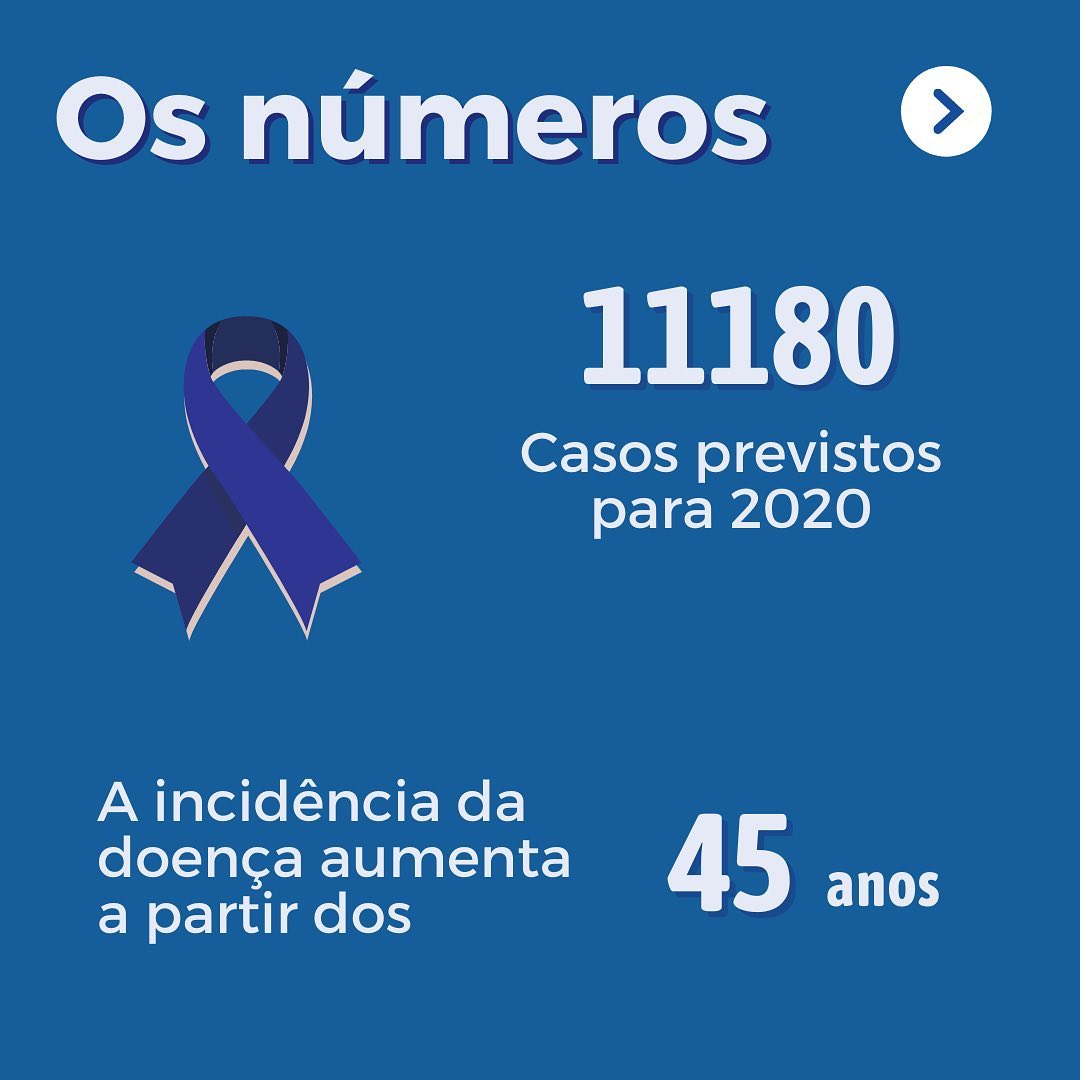 Os números
11180
Casos previstos
para 2020
A incidência da
doença aumenta
a partir dos
45 anos